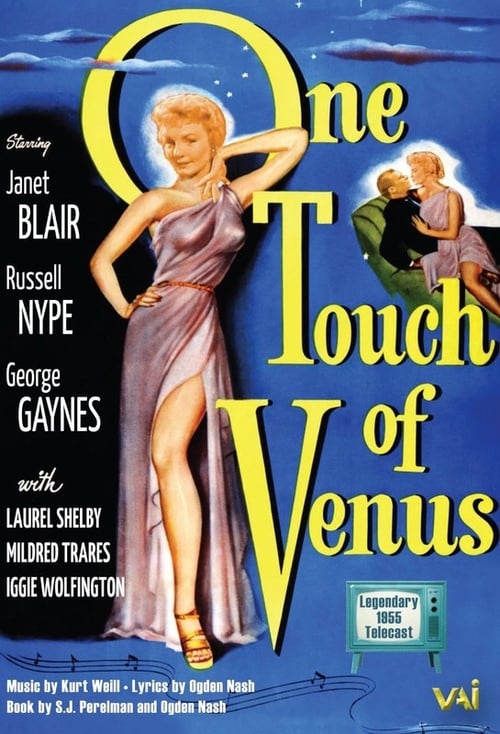 One
Touch
of
Venus
Starring
Janet
BLAIR
Russell
NYPE
George
GAYNES
with
LAUREL SHELBY
MILDRED TRARES
IGGIE WOLFINGTON
Legendary
1955
Telecast
Music by Kurt Weill • Lyrics by Ogden Nash
Book by S.J. Perelman and Ogden Nash
VAI